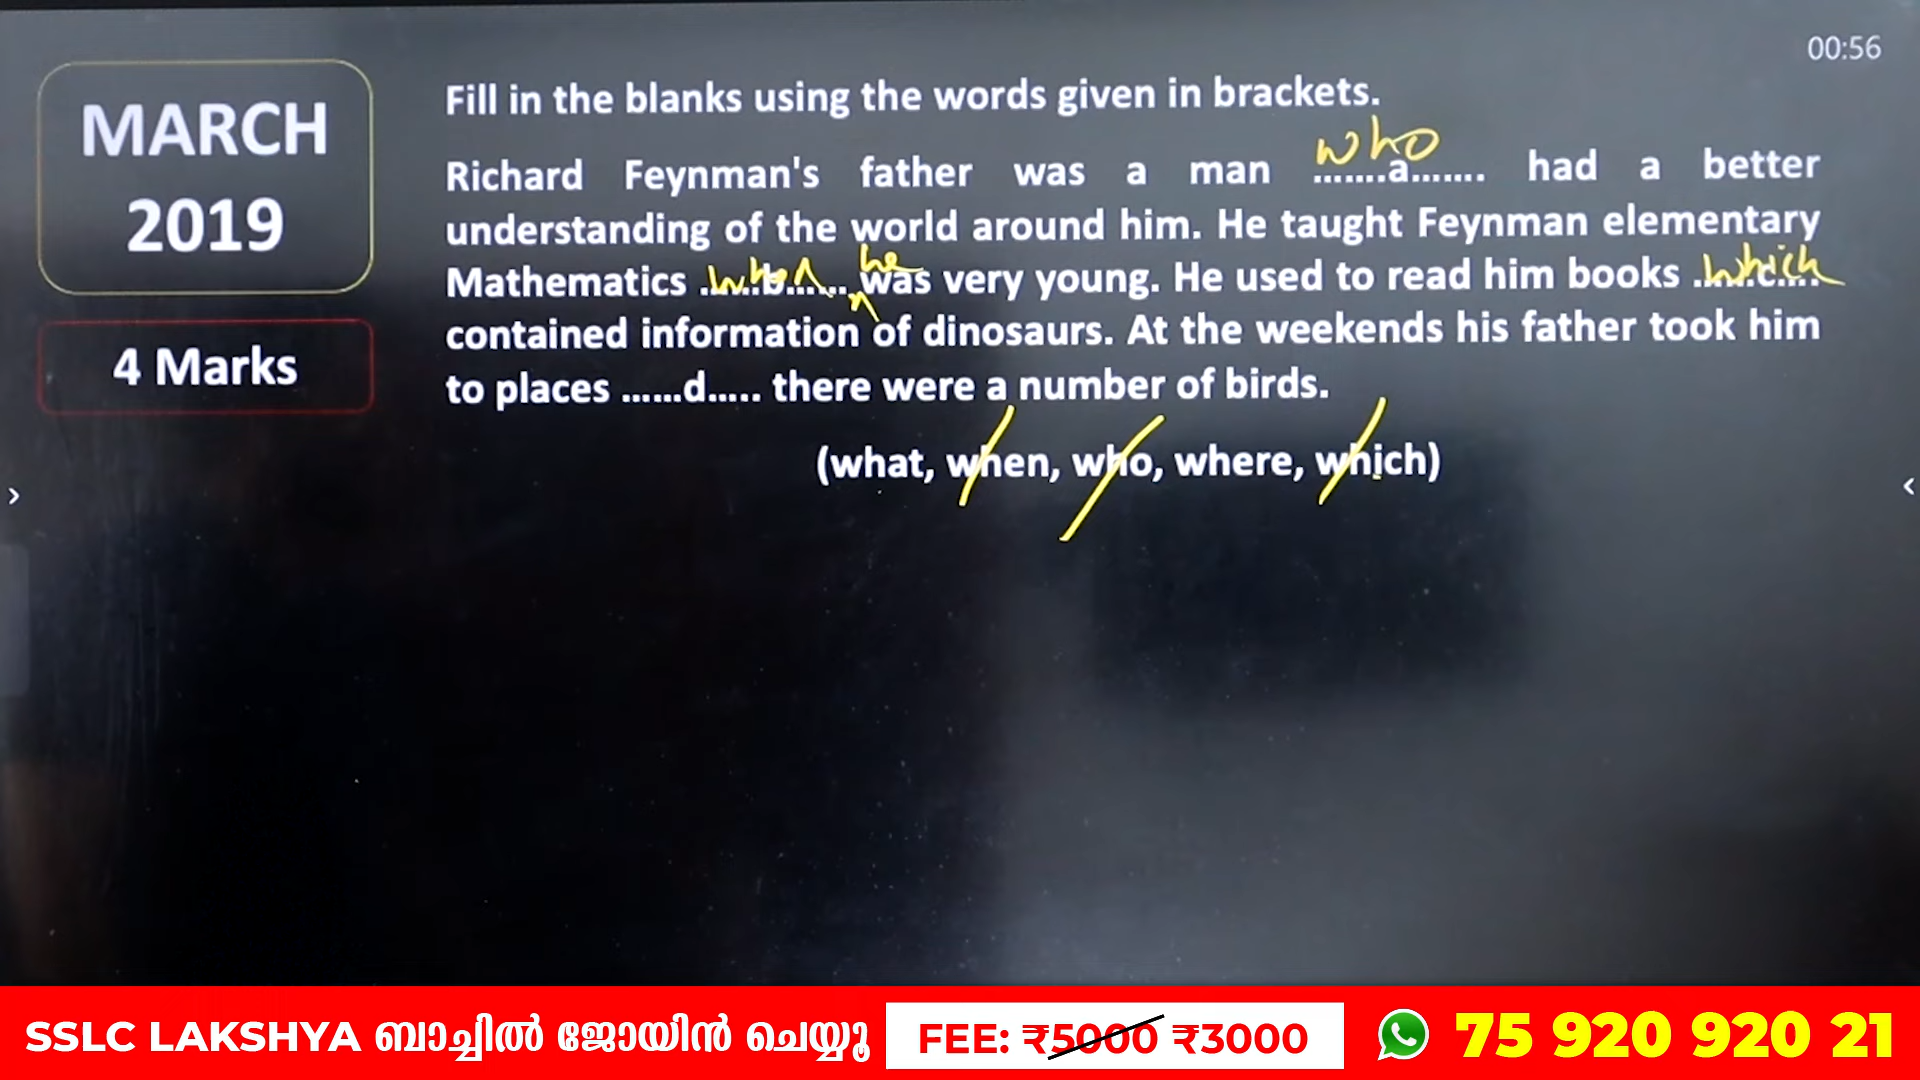 00:56
MARCH
2019
4 Marks
Fill in the blanks using the words given in brackets.
who
Richard Feynman's father was a man .......a....... had a better
understanding of the world around him. He taught Feynman elementary
when he which
Mathematics ......b...... was very young. He used to read him books ......c.....
contained information of dinosaurs. At the weekends his father took him
to places ......d..... there were a number of birds.
(what, when, who, where, which)
SSLC LAKSHYA ബാച്ചിൽ ജോയിൻ ചെയ്യൂ FEE: ₹5000 ₹3000 75 920 920 21